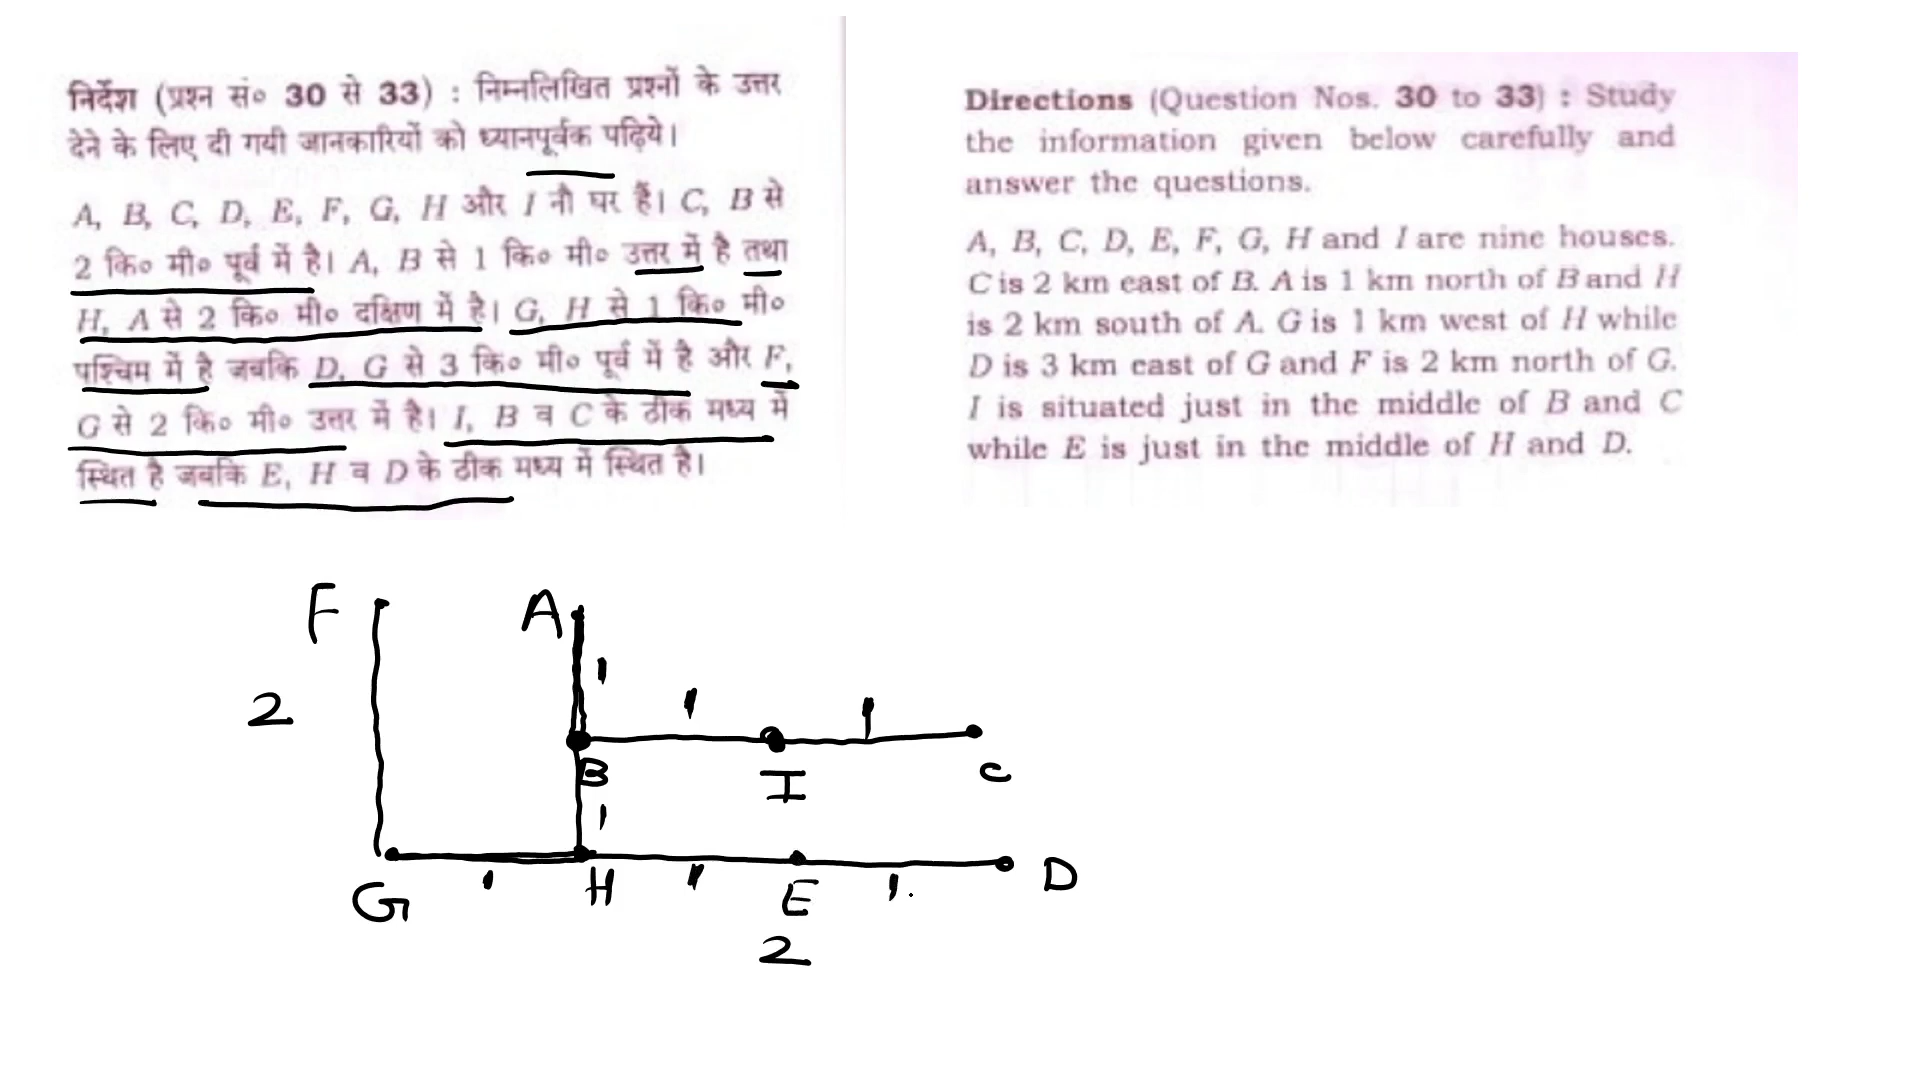 निर्देश (प्रश्न सं० 30 से 33) : निम्नलिखित प्रश्नों के उत्तर
देने के लिए दी गयी जानकारियों को ध्यानपूर्वक पढ़िये।
A, B, C, D, E, F, G, H और I नौ घर हैं। C, B से
2 कि० मी० पूर्व में है। A, B से 1 कि० मी० उत्तर में है तथा
H, A से 2 कि० मी० दक्षिण में है। G, H से 1 कि० मी०
पश्चिम में है जबकि D, G से 3 कि० मी० पूर्व में है और F,
G से 2 कि० मी० उत्तर में है। I, B व C के ठीक मध्य में
स्थित है जबकि E, H व D के ठीक मध्य में स्थित है।
Directions (Question Nos. 30 to 33) : Study
the information given below carefully and
answer the questions.
A, B, C, D, E, F, G, H and I are nine houses.
C is 2 km east of B. A is 1 km north of B and H
is 2 km south of A. G is 1 km west of H while
D is 3 km east of G and F is 2 km north of G.
I is situated just in the middle of B and C
while E is just in the middle of H and D.
F A
1
2 1 1
B I C
1
G 1 H 1 E 1. D
2